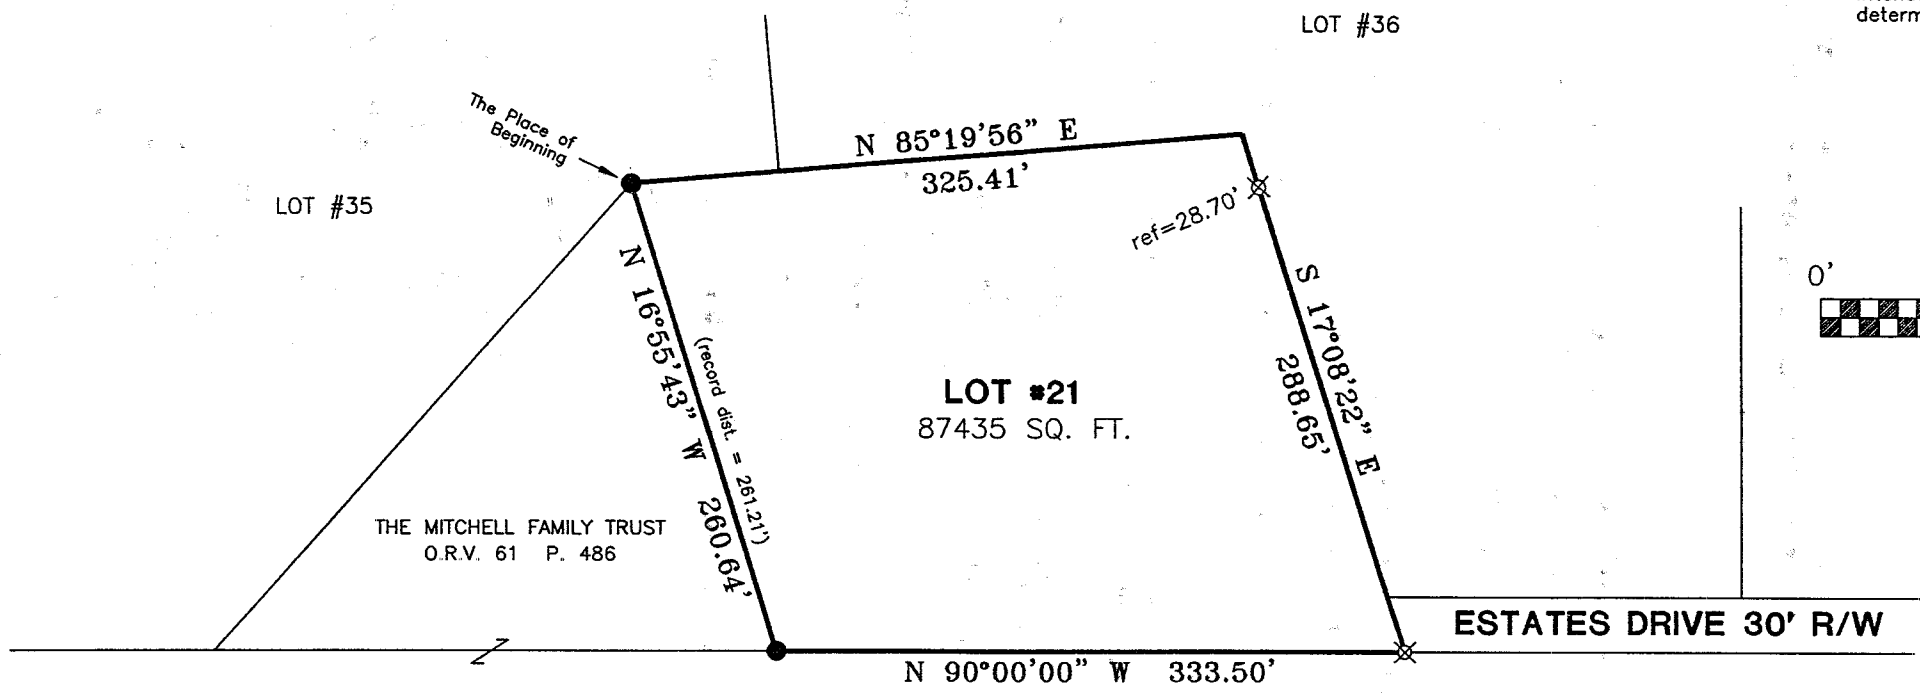 LOT #36
determ
The Place of
Beginning
N 85°19'56" E
325.41'
LOT #35
ref=28.70'
0'
N 16°55'43" W 260.64'
(record dist. = 261.21')
S 17°08'22" E
288.65'
LOT #21
87435 SQ. FT.
THE MITCHELL FAMILY TRUST
O.R.V. 61 P. 486
ESTATES DRIVE 30' R/W
N 90°00'00" W 333.50'